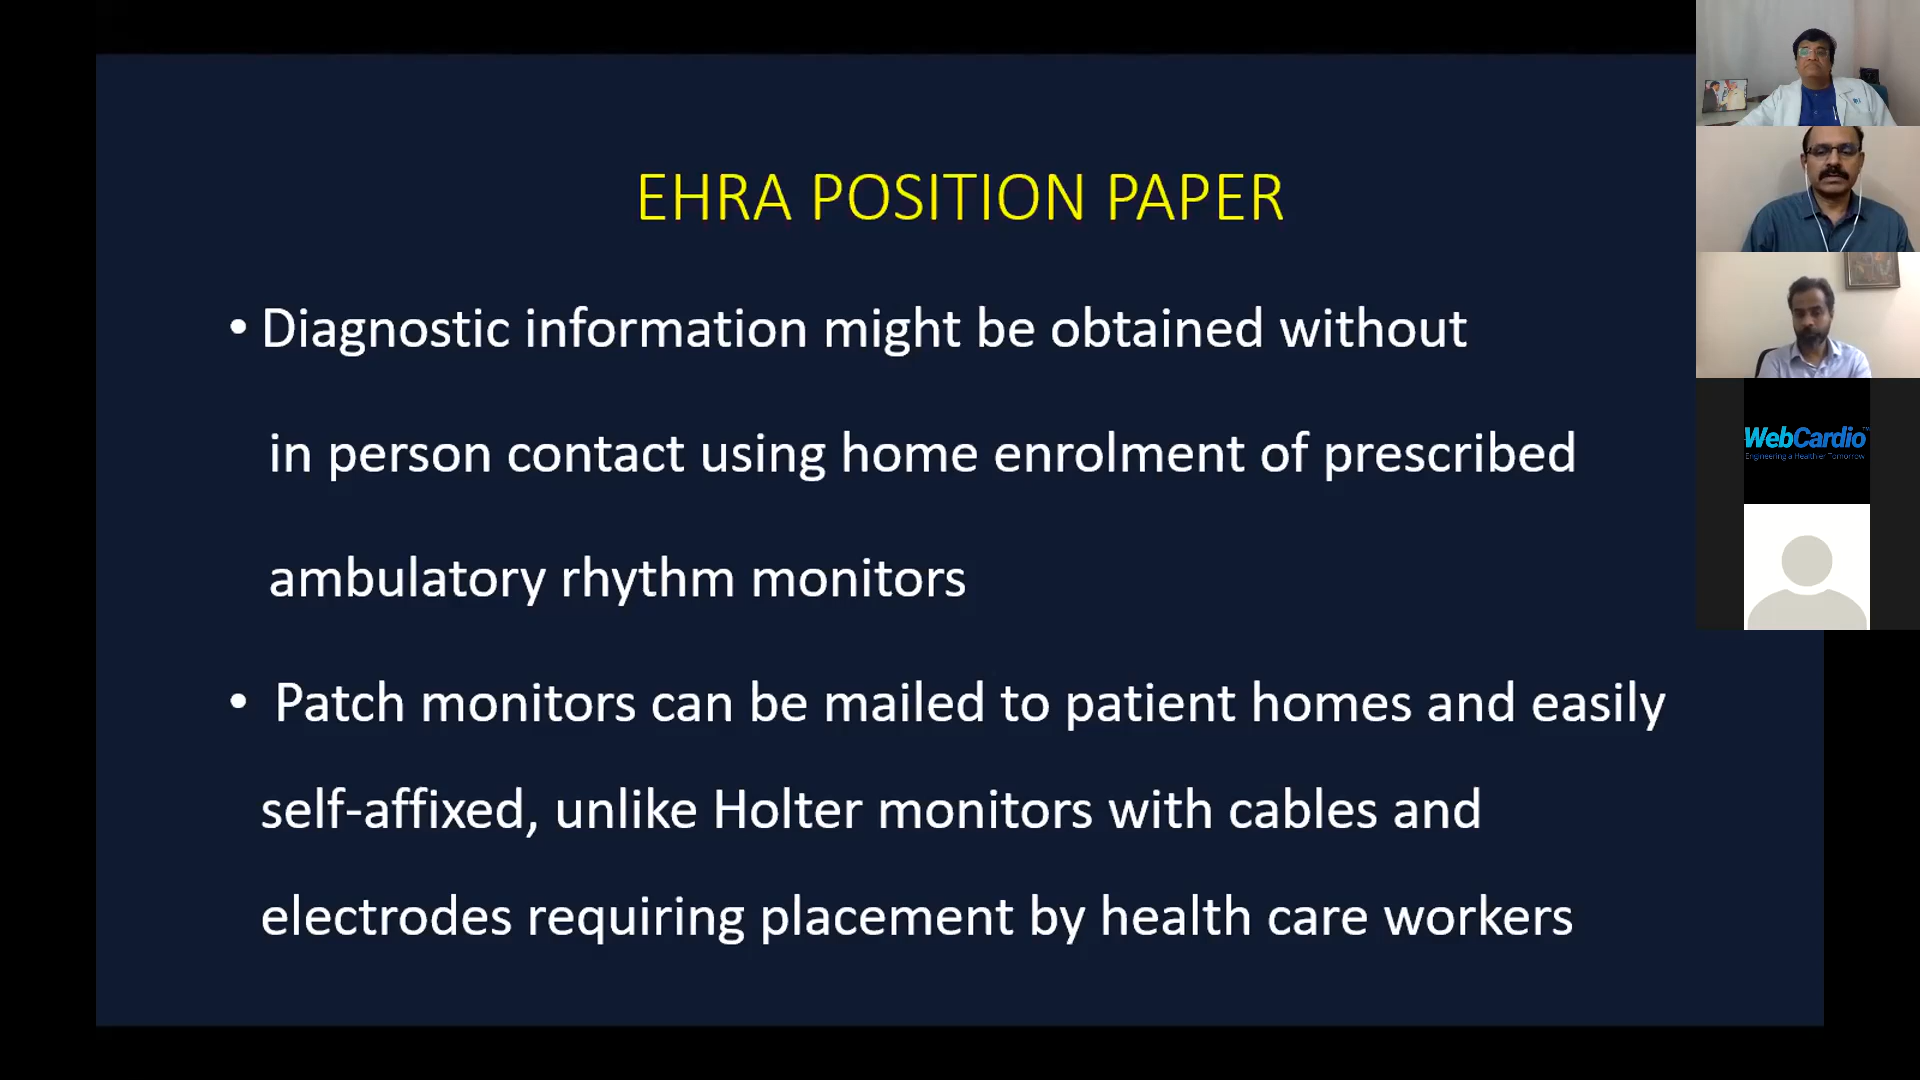 EHRA POSITION PAPER
• Diagnostic information might be obtained without
in person contact using home enrolment of prescribed
ambulatory rhythm monitors
• Patch monitors can be mailed to patient homes and easily
self-affixed, unlike Holter monitors with cables and
electrodes requiring placement by health care workers
WebCardio™
Engineering a Healthier Tomorrow